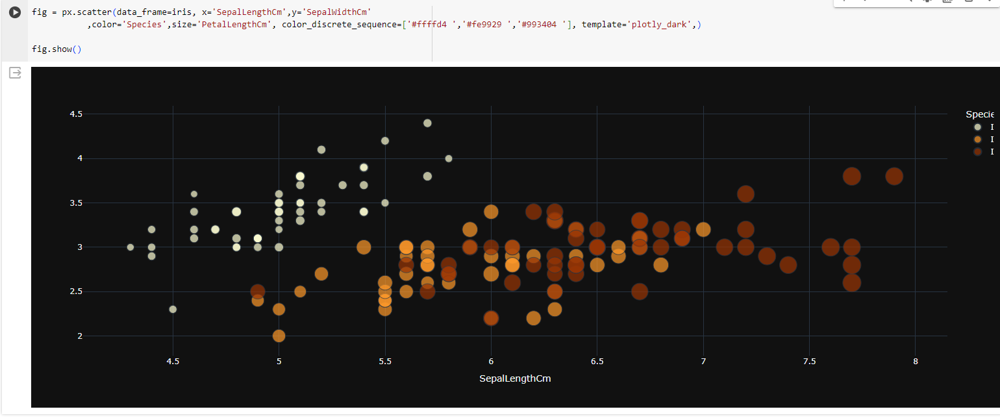 fig = px.scatter(data_frame=iris, x='SepalLengthCm',y='SepalWidthCm'
,color='Species',size='PetalLengthCm', color_discrete_sequence=['#ffffd4 ','#fe9929 ','#993404 '], template='plotly_dark',)
fig.show()
4.5
4
3.5
3
2.5
2
4.5 5 5.5 6 6.5 7 7.5 8
SepalLengthCm
Specie
I
I
I